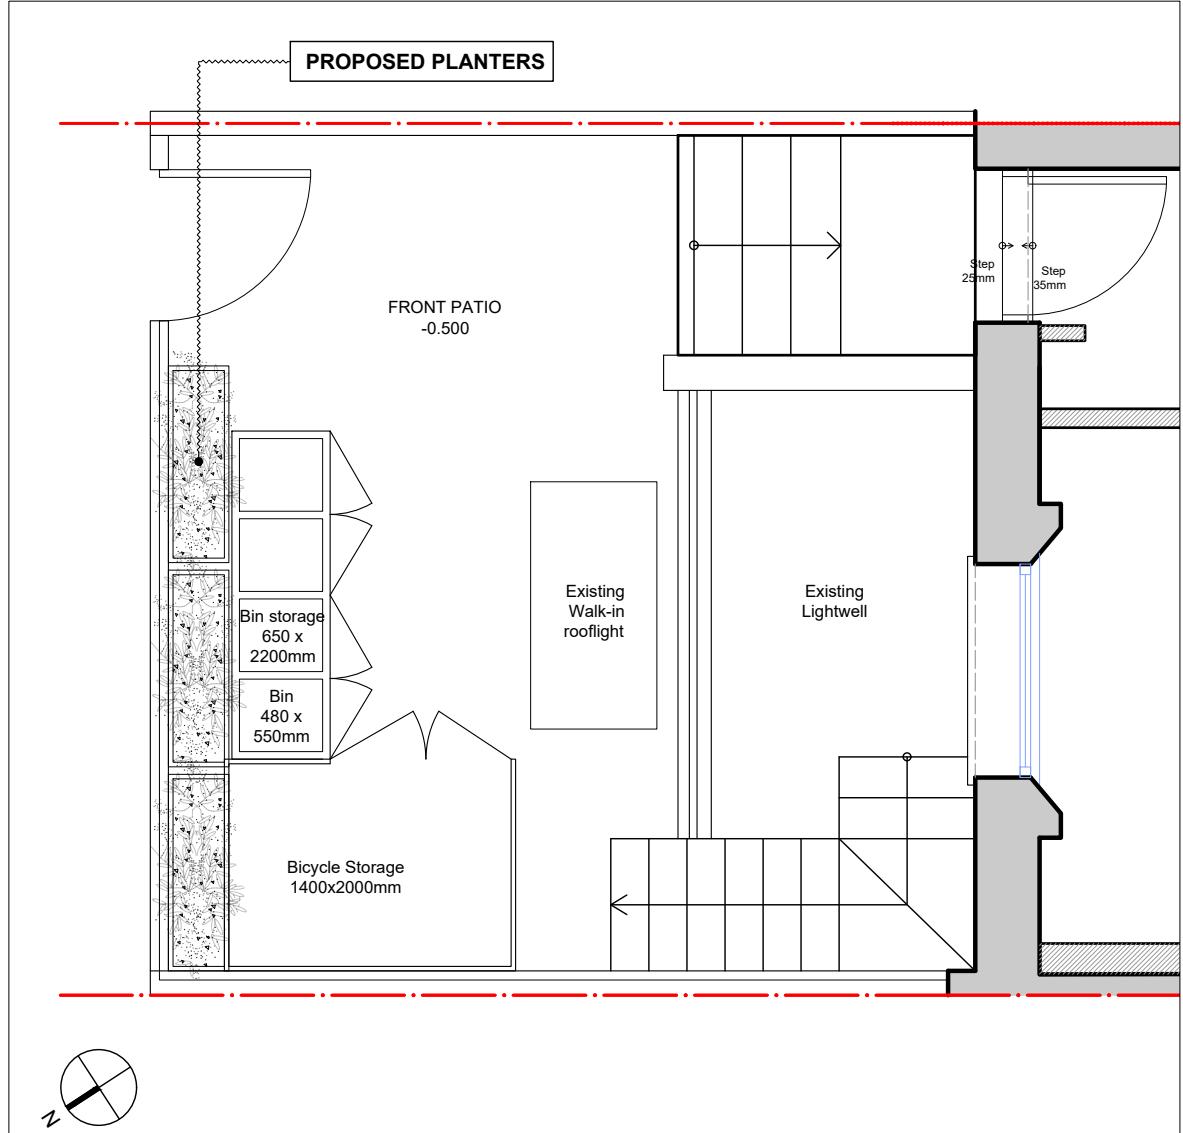 PROPOSED PLANTERS
Step
25mm
Step
35mm
FRONT PATIO
-0.500
Existing
Walk-in
rooflight
Existing
Lightwell
Bin storage
650 x
2200mm
Bin
480 x
550mm
Bicycle Storage
1400x2000mm
N